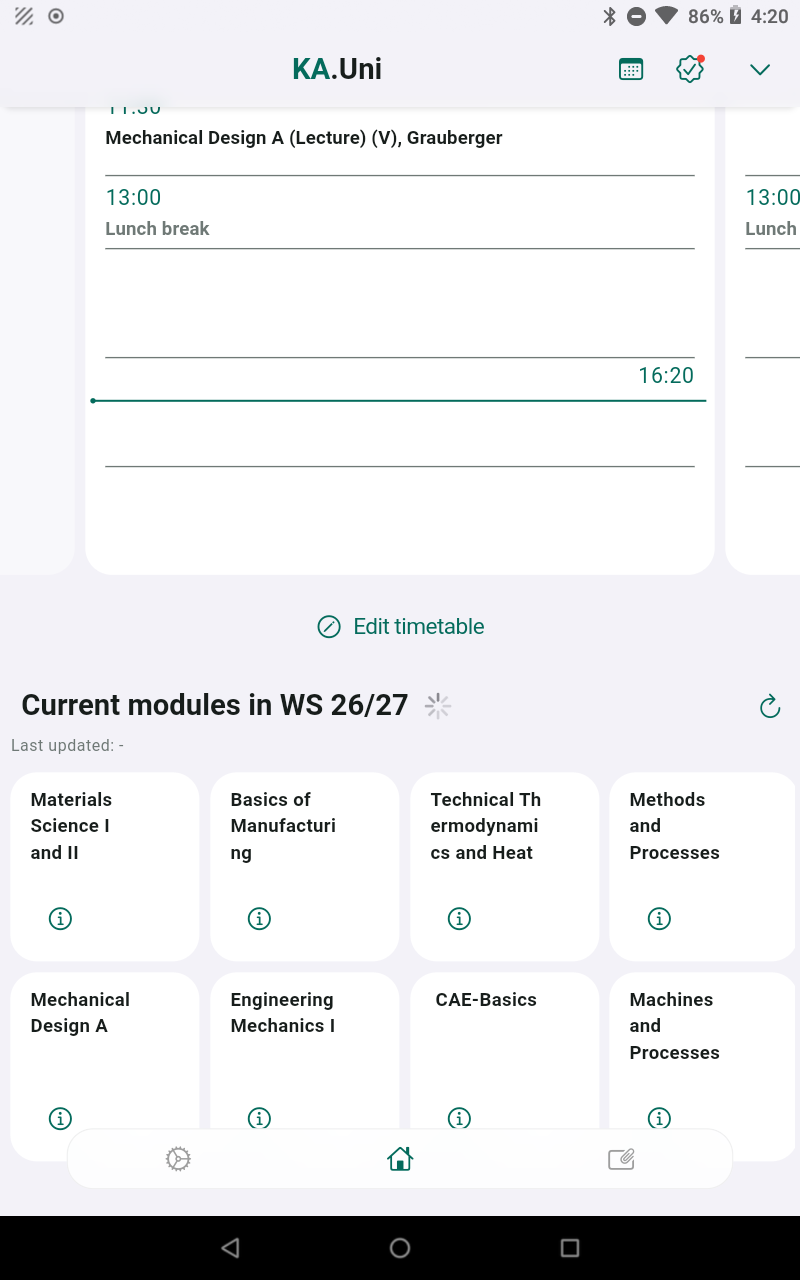 86% 4:20
KA.Uni
11:30
Mechanical Design A (Lecture) (V), Grauberger
13:00
13:00
Lunch break
Lunch
16:20
Edit timetable
Current modules in WS 26/27
Last updated: -
Materials
Science I
and II
Basics of
Manufacturi
ng
Technical Th
ermodynami
cs and Heat
Methods
and
Processes
Mechanical
Design A
Engineering
Mechanics I
CAE-Basics
Machines
and
Processes